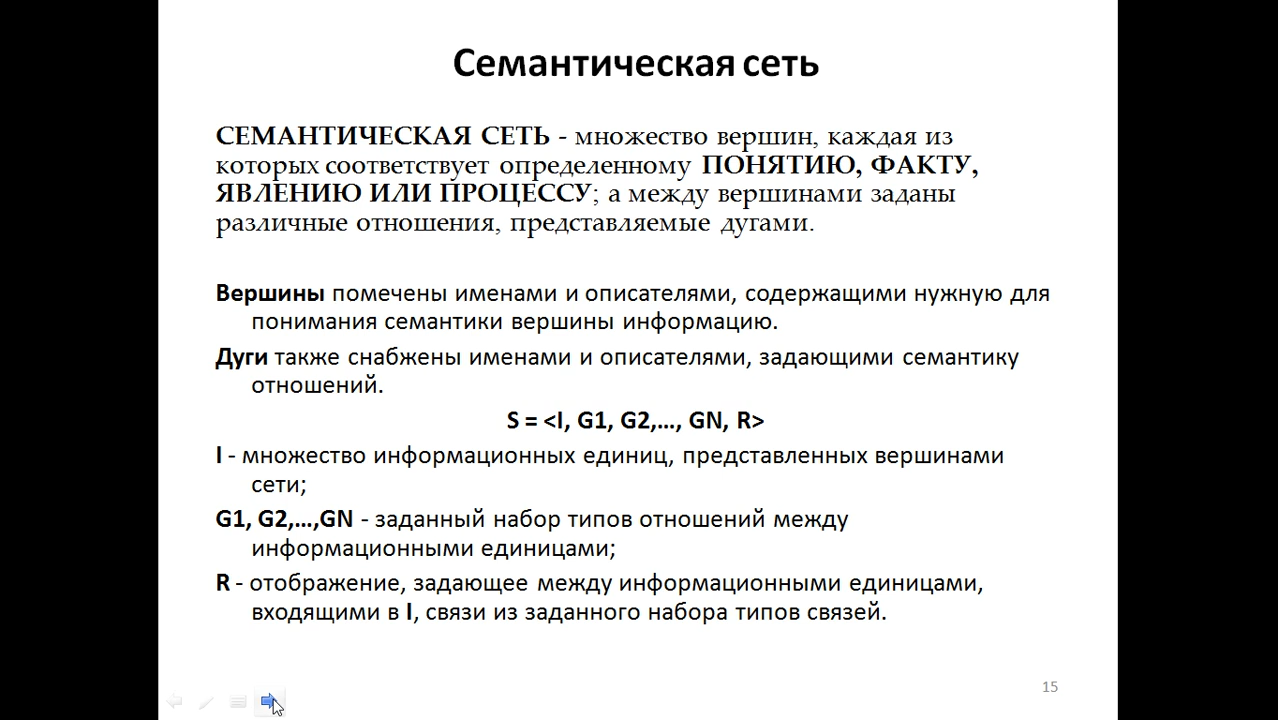 Семантическая сеть
СЕМАНТИЧЕСКАЯ СЕТЬ - множество вершин, каждая из
которых соответствует определенному ПОНЯТИЮ, ФАКТУ,
ЯВЛЕНИЮ ИЛИ ПРОЦЕССУ; а между вершинами заданы
различные отношения, представляемые дугами.
Вершины помечены именами и описателями, содержащими нужную для
понимания семантики вершины информацию.
Дуги также снабжены именами и описателями, задающими семантику
отношений.
S = <I, G1, G2,..., GN, R>
I - множество информационных единиц, представленных вершинами
сети;
G1, G2,...,GN - заданный набор типов отношений между
информационными единицами;
R - отображение, задающее между информационными единицами,
входящими в I, связи из заданного набора типов связей.
15